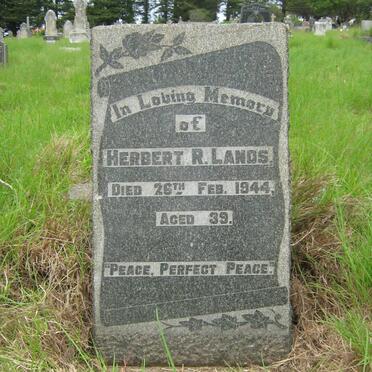 In Loving Memory
of
HERBERT R. LANDS.
DIED 26TH FEB. 1944,
AGED 39.
"PEACE, PERFECT PEACE."